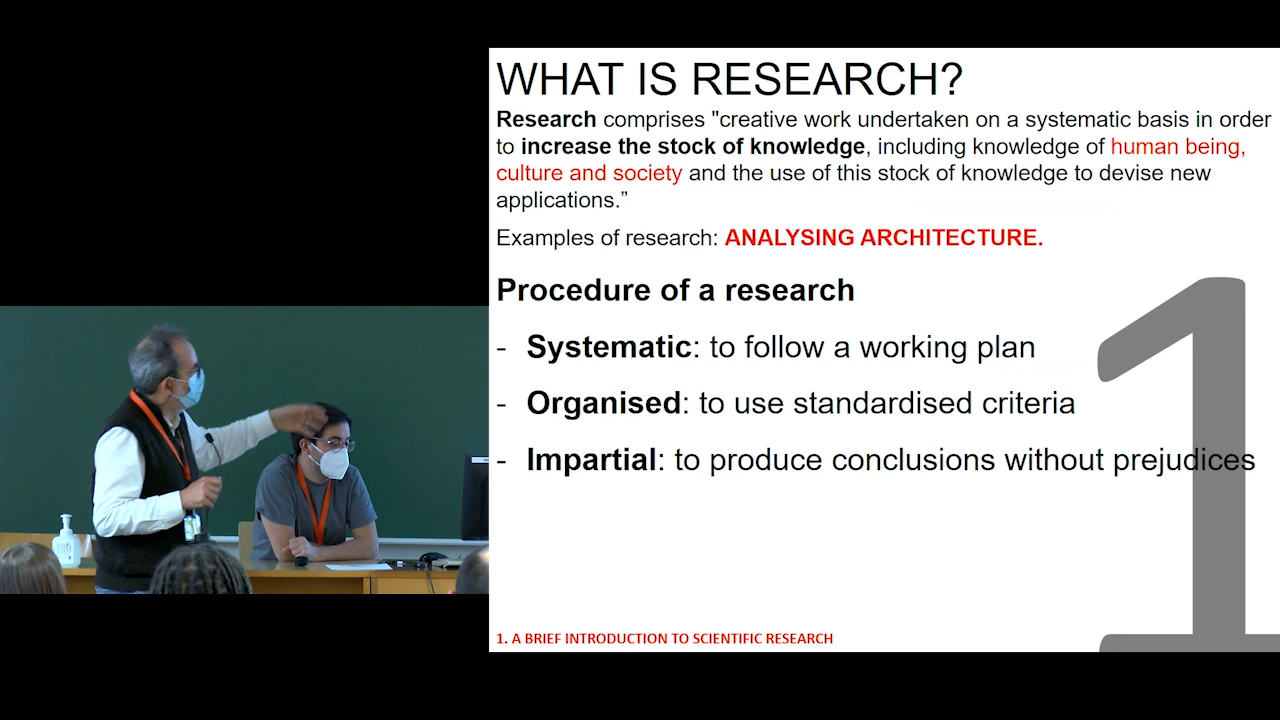 WHAT IS RESEARCH?
Research comprises "creative work undertaken on a systematic basis in order
to increase the stock of knowledge, including knowledge of human being,
culture and society and the use of this stock of knowledge to devise new
applications.”
Examples of research: ANALYSING ARCHITECTURE.
Procedure of a research
- Systematic: to follow a working plan
- Organised: to use standardised criteria
- Impartial: to produce conclusions without prejudices
1
1. A BRIEF INTRODUCTION TO SCIENTIFIC RESEARCH